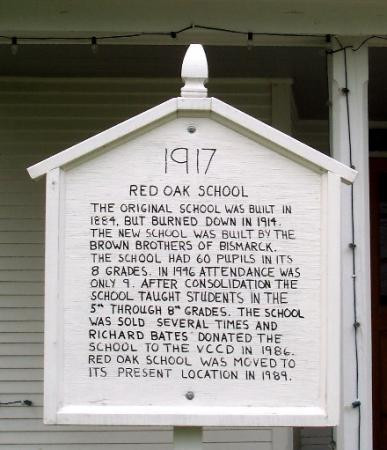 1917
RED OAK SCHOOL
THE ORIGINAL SCHOOL WAS BUILT IN
1884, BUT BURNED DOWN IN 1914.
THE NEW SCHOOL WAS BUILT BY THE
BROWN BROTHERS OF BISMARCK.
THE SCHOOL HAD 60 PUPILS IN ITS
8 GRADES. IN 1946 ATTENDANCE WAS
ONLY 9. AFTER CONSOLIDATION THE
SCHOOL TAUGHT STUDENTS IN THE
5TH THROUGH 8TH GRADES. THE SCHOOL
WAS SOLD SEVERAL TIMES AND
RICHARD BATES DONATED THE
SCHOOL TO THE VCCD IN 1986.
RED OAK SCHOOL WAS MOVED TO
ITS PRESENT LOCATION IN 1989.